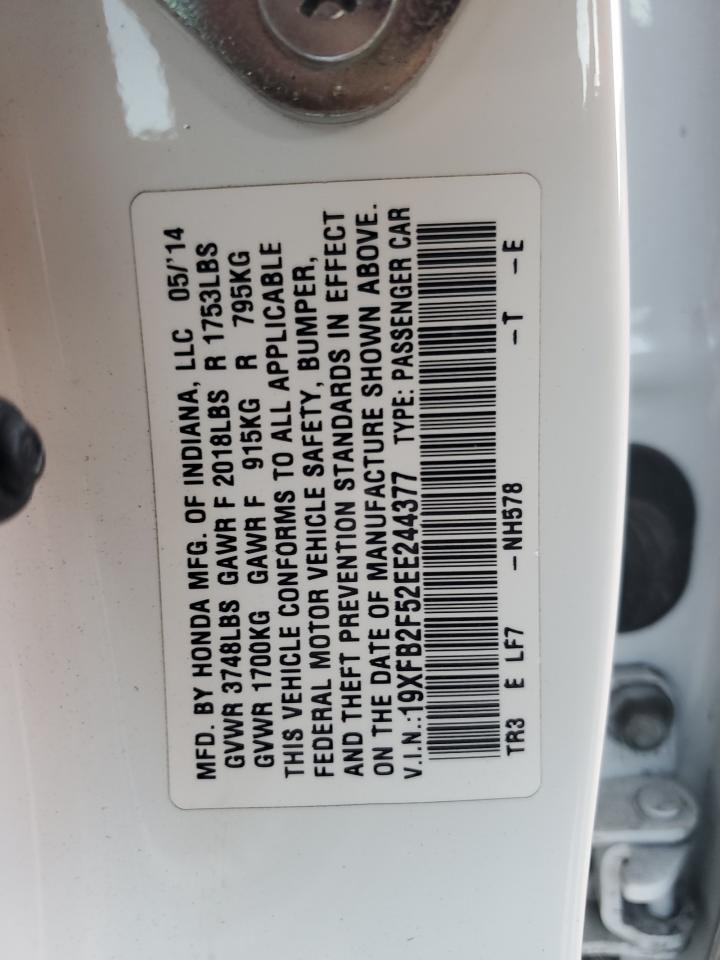 MFD. BY HONDA MFG. OF INDIANA, LLC 05/'14
GVWR 3748LBS GAWR F 2018LBS R 1753LBS
GVWR 1700KG GAWR F 915KG R 795KG
THIS VEHICLE CONFORMS TO ALL APPLICABLE
FEDERAL MOTOR VEHICLE SAFETY, BUMPER,
AND THEFT PREVENTION STANDARDS IN EFFECT
ON THE DATE OF MANUFACTURE SHOWN ABOVE.
V.I.N.:19XFB2F52EE244377 TYPE: PASSENGER CAR
TR3 E LF7 -NH578 -T -E